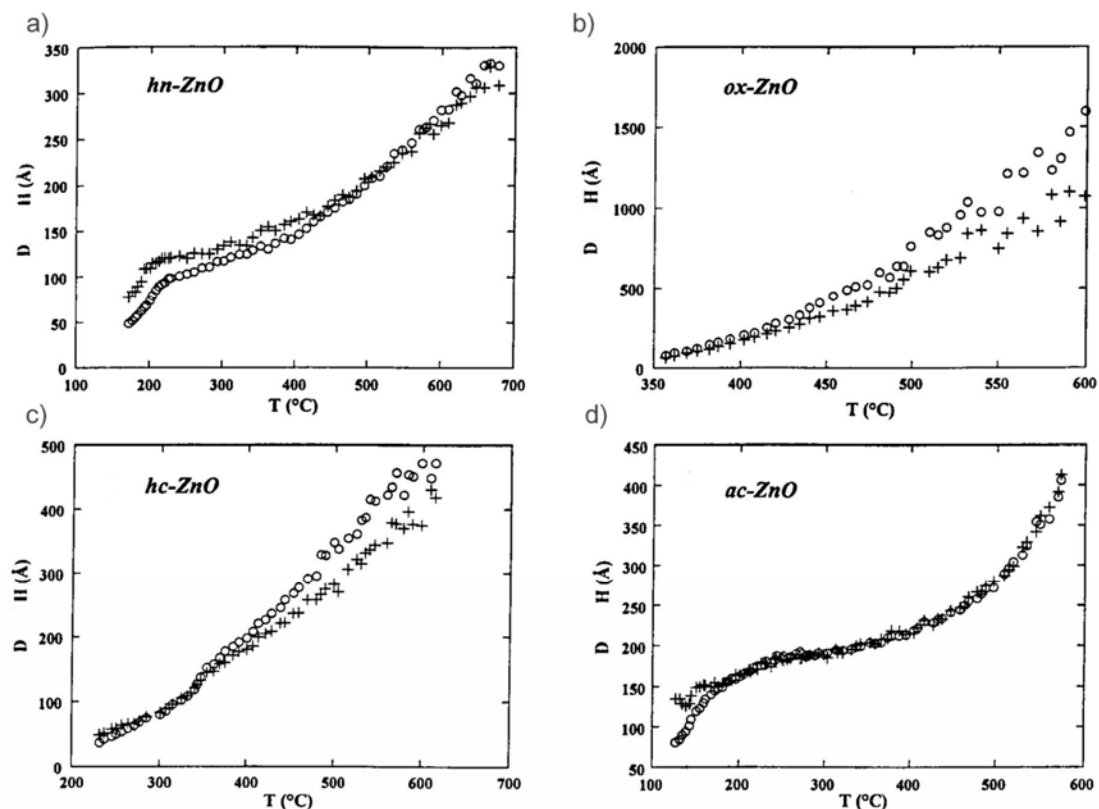 a)
350
300
250
200
150
100
50
0
D H (Å)
hn-ZnO
100 200 300 400 500 600 700
T (°C)
b)
2000
1500
1000
500
0
D H (Å)
ox-ZnO
350 400 450 500 550 600
T (°C)
c)
500
400
300
200
100
0
D H (Å)
hc-ZnO
200 300 400 500 600 700
T (°C)
d)
450
400
350
300
250
200
150
100
50
D H (Å)
ac-ZnO
100 200 300 400 500 600
T (°C)